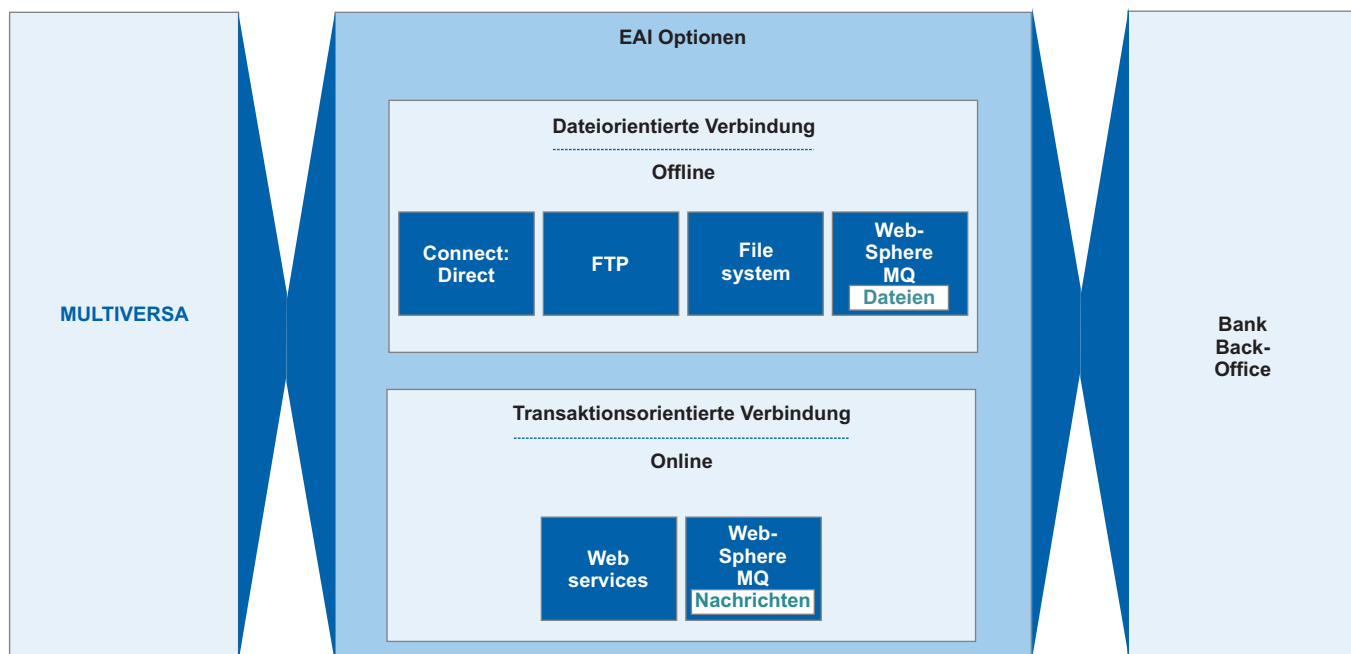 EAI Optionen
Dateiorientierte Verbindung
Offline
Connect:
Direct
FTP
File
system
Web-
Sphere
MQ
Dateien
MULTIVERSA
Bank
Back-
Office
Transaktionsorientierte Verbindung
Online
Web
services
Web-
Sphere
MQ
Nachrichten